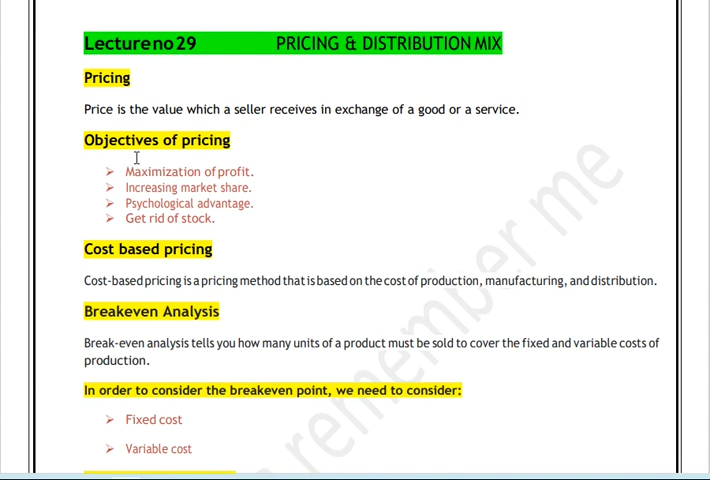 Lecture no 29 PRICING & DISTRIBUTION MIX
Pricing
Price is the value which a seller receives in exchange of a good or a service.
Objectives of pricing
Maximization of profit.
Increasing market share.
Psychological advantage.
Get rid of stock.
Cost based pricing
Cost-based pricing is a pricing method that is based on the cost of production, manufacturing, and distribution.
Breakeven Analysis
Break-even analysis tells you how many units of a product must be sold to cover the fixed and variable costs of
production.
In order to consider the breakeven point, we need to consider:
Fixed cost
Variable cost
remember me